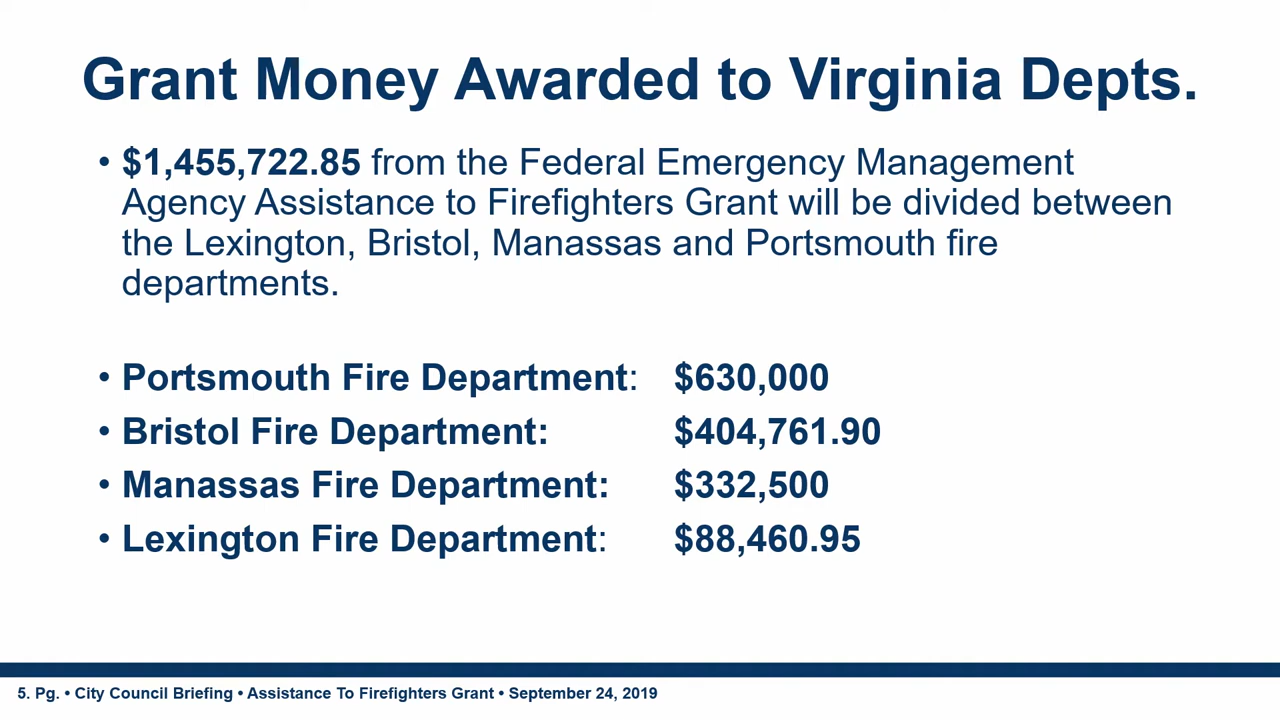 Grant Money Awarded to Virginia Depts.
• $1,455,722.85 from the Federal Emergency Management
Agency Assistance to Firefighters Grant will be divided between
the Lexington, Bristol, Manassas and Portsmouth fire
departments.
• Portsmouth Fire Department: $630,000
• Bristol Fire Department: $404,761.90
• Manassas Fire Department: $332,500
• Lexington Fire Department: $88,460.95
5. Pg. • City Council Briefing • Assistance To Firefighters Grant • September 24, 2019